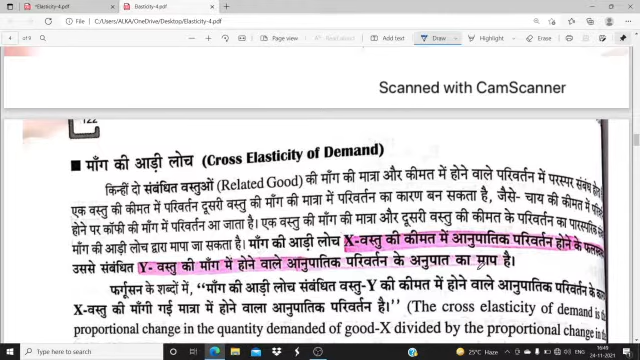 *Elasticity-4.pdf
Elasticity-4.pdf
File | C:/Users/ALKA/OneDrive/Desktop/Elasticity-4.pdf
4 of 9
Page view
Read aloud
Add text
Draw
Highlight
Erase
Scanned with CamScanner
122
माँग की आड़ी लोच (Cross Elasticity of Demand)
किन्हीं दो संबंधित वस्तुओं (Related Good) की माँग की मात्रा और कीमत में होने वाले परिवर्तन में परस्पर संबंध
एक वस्तु की कीमत में परिवर्तन दूसरी वस्तु की माँग की मात्रा में परिवर्तन का कारण बन सकता है, जैसे- चाय की कीमत में
होने पर कॉफी की माँग में परिवर्तन आ जाता है। एक वस्तु की माँग की मात्रा और दूसरी वस्तु की कीमत के परिवर्तन का
माँग की आड़ी लोच द्वारा मापा जा सकता है। माँग की आड़ी लोच X-वस्तु की कीमत में आनुपातिक परिवर्तन होने के
उससे संबंधित Y-वस्तु की माँग में होने वाले आनुपातिक परिवर्तन के अनुपात का माप है।
फर्गूसन के शब्दों में, "माँग की आड़ी लोच संबंधित वस्तु-Y की कीमत में होने वाले आनुपातिक परिवर्तन के
X-वस्तु की माँगी गई मात्रा में होने वाला आनुपातिक परिवर्तन है।'' (The cross elasticity of demand is the
proportional change in the quantity demanded of good-X divided by the proportional change in the
Type here to search
25°C Haze
ENG
16:49
24-11-2021